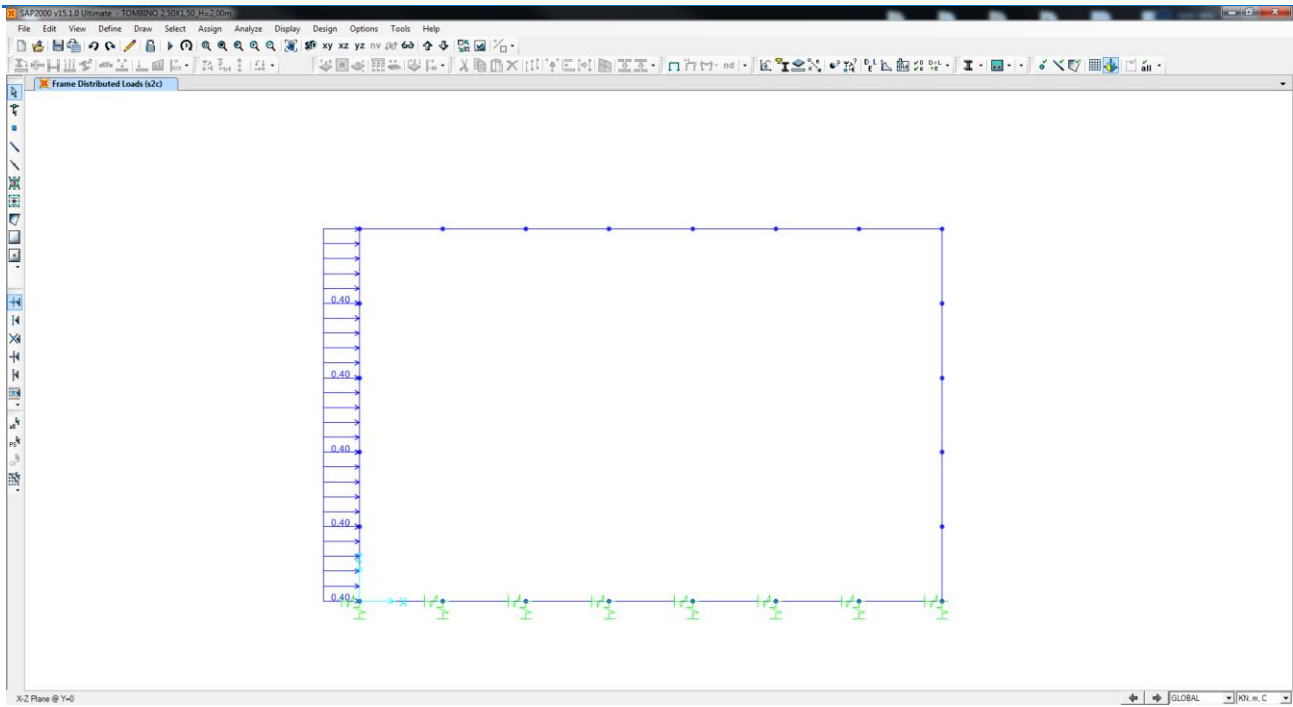 SAP2000 v15.1.0 Ultimate - TOMBINO 2,50X1,50_H=2,00m
File Edit View Define Draw Select Assign Analyze Display Design Options Tools Help
xy xz yz nv
nd
all
Frame Distributed Loads (s2c)
0,40
0,40
0,40
0,40
0,40
X
X-Z Plane @ Y=0
GLOBAL
KN, m, C